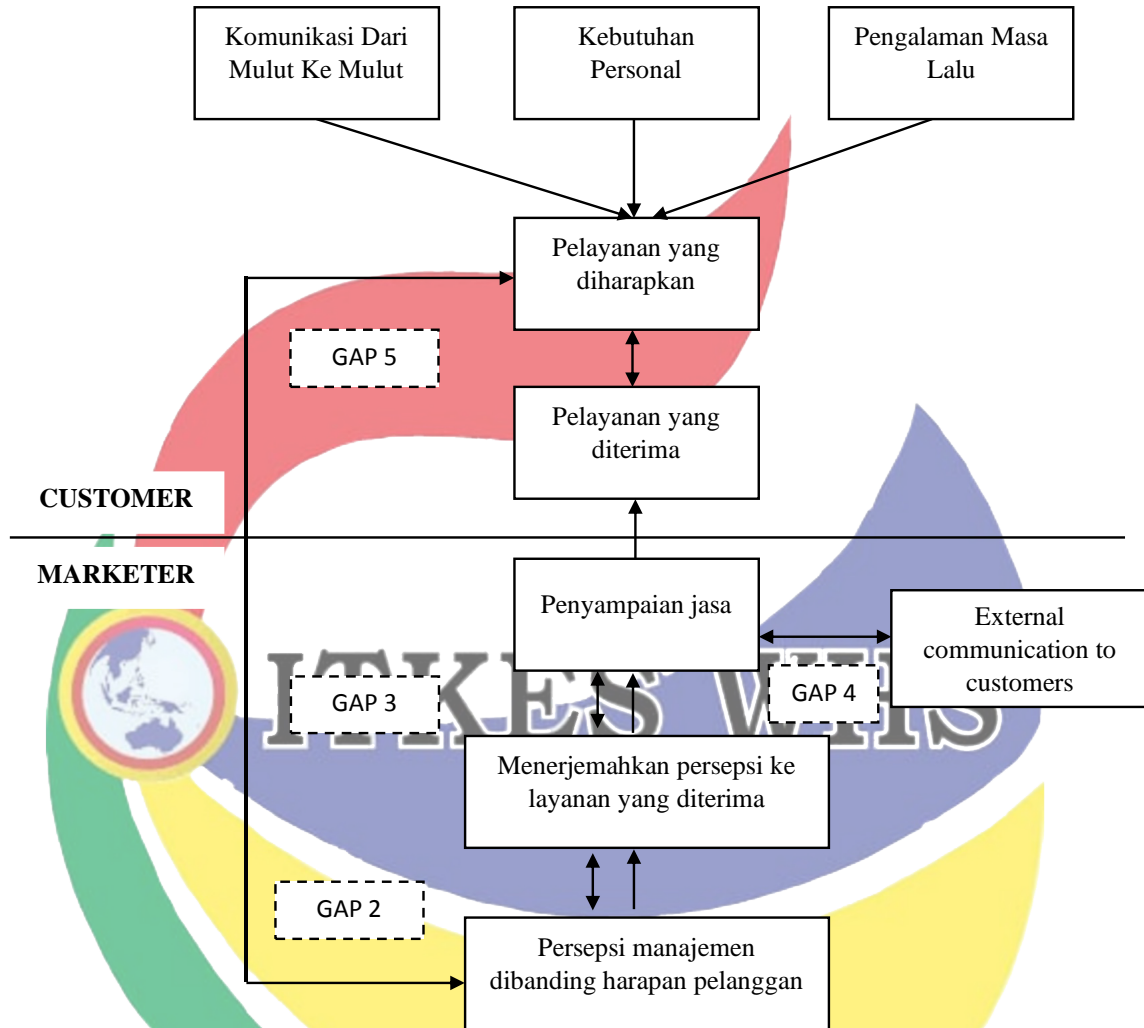 Komunikasi Dari
Mulut Ke Mulut
Kebutuhan
Personal
Pengalaman Masa
Lalu
Pelayanan yang
diharapkan
GAP 5
Pelayanan yang
diterima
CUSTOMER
MARKETER
Penyampaian jasa
External
communication to
customers
ITKES WHS
GAP 3
GAP 4
Menerjemahkan persepsi ke
layanan yang diterima
GAP 2
Persepsi manajemen
dibanding harapan pelanggan